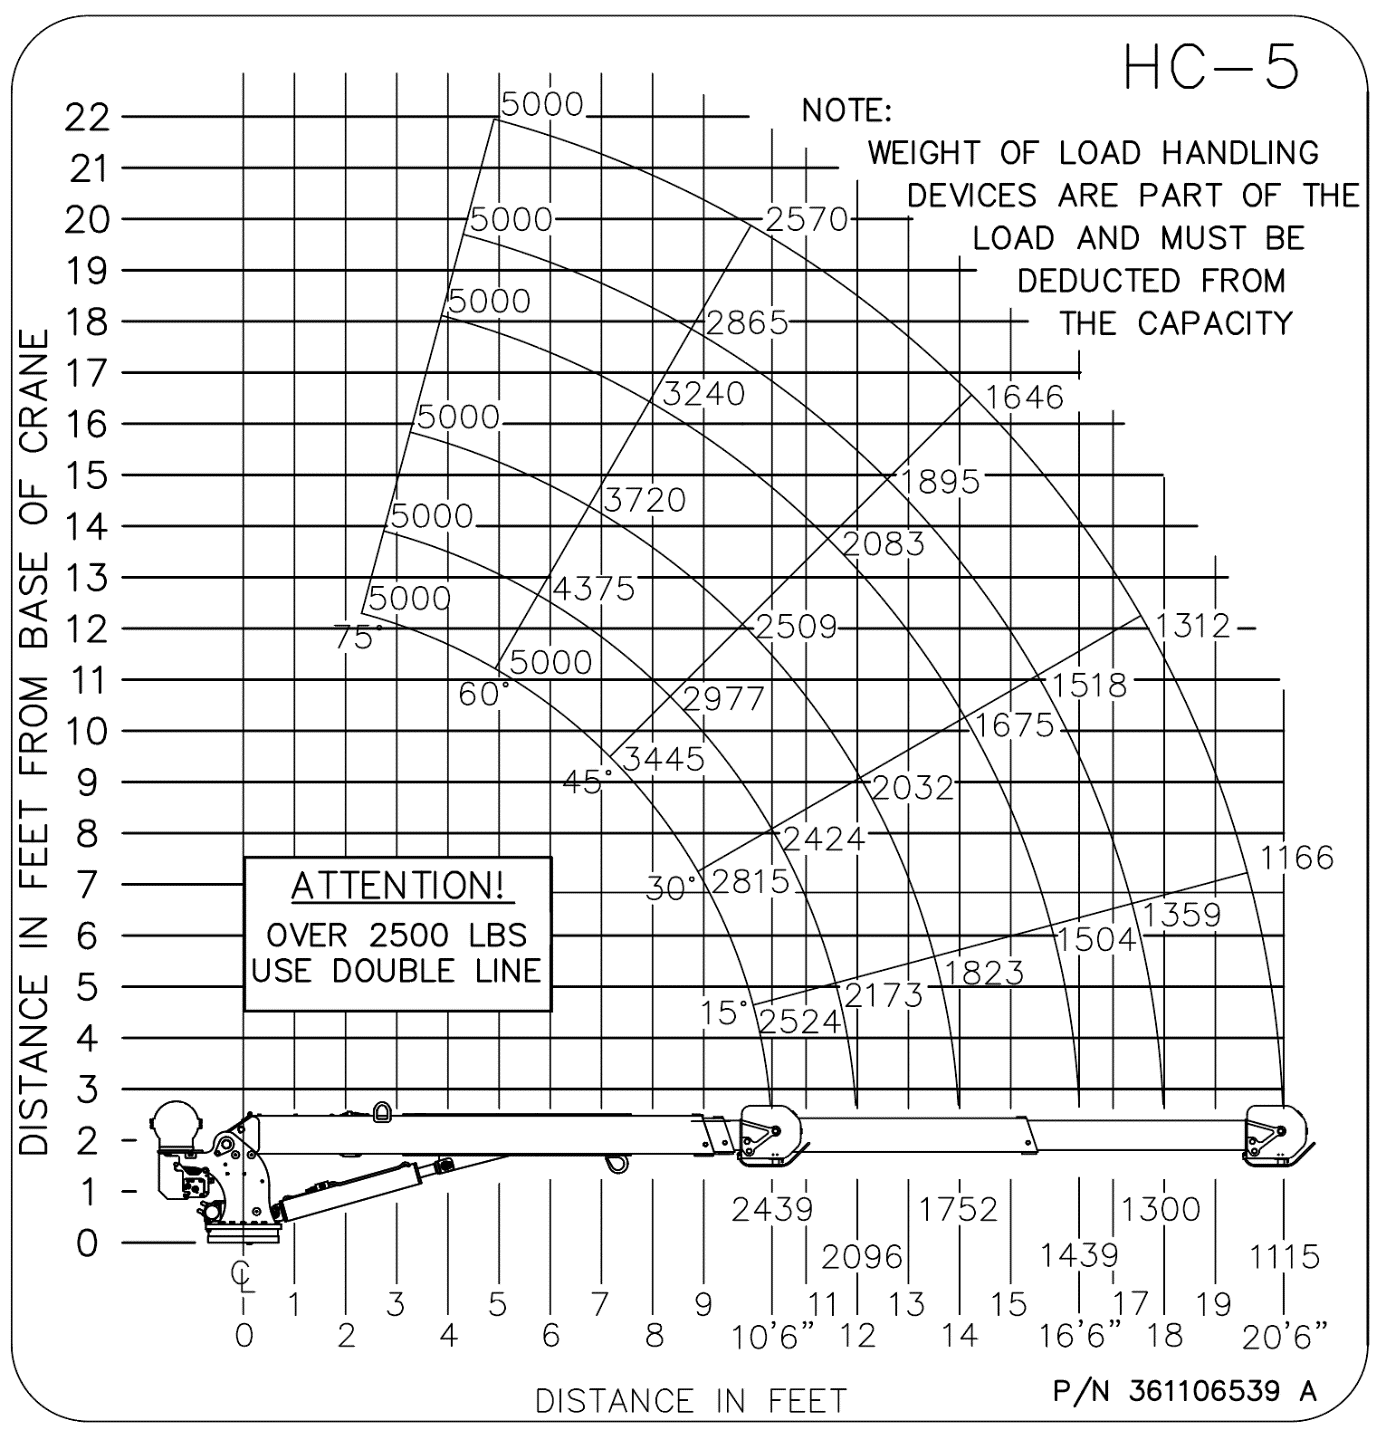 HC-5
NOTE:
WEIGHT OF LOAD HANDLING
DEVICES ARE PART OF THE
LOAD AND MUST BE
DEDUCTED FROM
THE CAPACITY
DISTANCE IN FEET FROM BASE OF CRANE
22
21
20
19
18
17
16
15
14
13
12
11
10
9
8
7
6
5
4
3
2
1
0
5000
5000 2570
5000 2865
3240 1646
5000
1895
5000 3720
2083
5000 4375
75° 2509 1312
5000
60° 2977 1518
1675
45° 3445
2032
2424
1166
30° 2815
1359
1504
1823
2173
15° 2524
ATTENTION!
OVER 2500 LBS
USE DOUBLE LINE
2439 1752 1300
2096 1439 1115
CL
1 3 5 7 9 11 13 15 17 19
0 2 4 6 8 10'6" 12 14 16'6" 18 20'6"
DISTANCE IN FEET
P/N 361106539 A